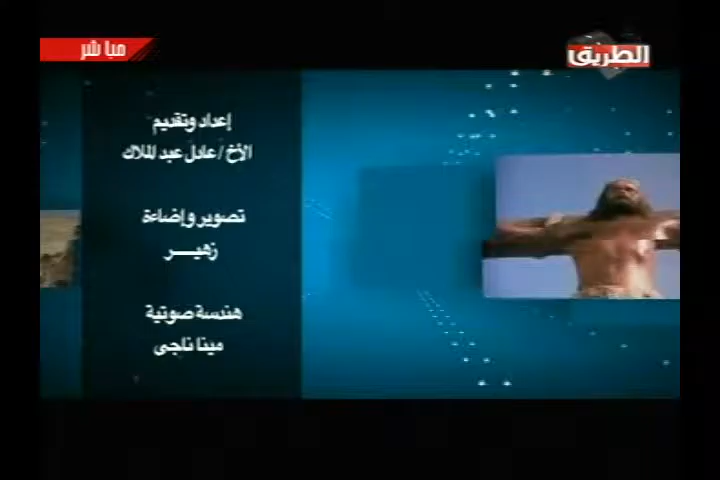 مباشر
الطريق
إعداد وتقديم
الأخ / عادل عبد الملاك
تصوير وإضاءة
زهيـــر
هندسة صوتية
مينا ناجى